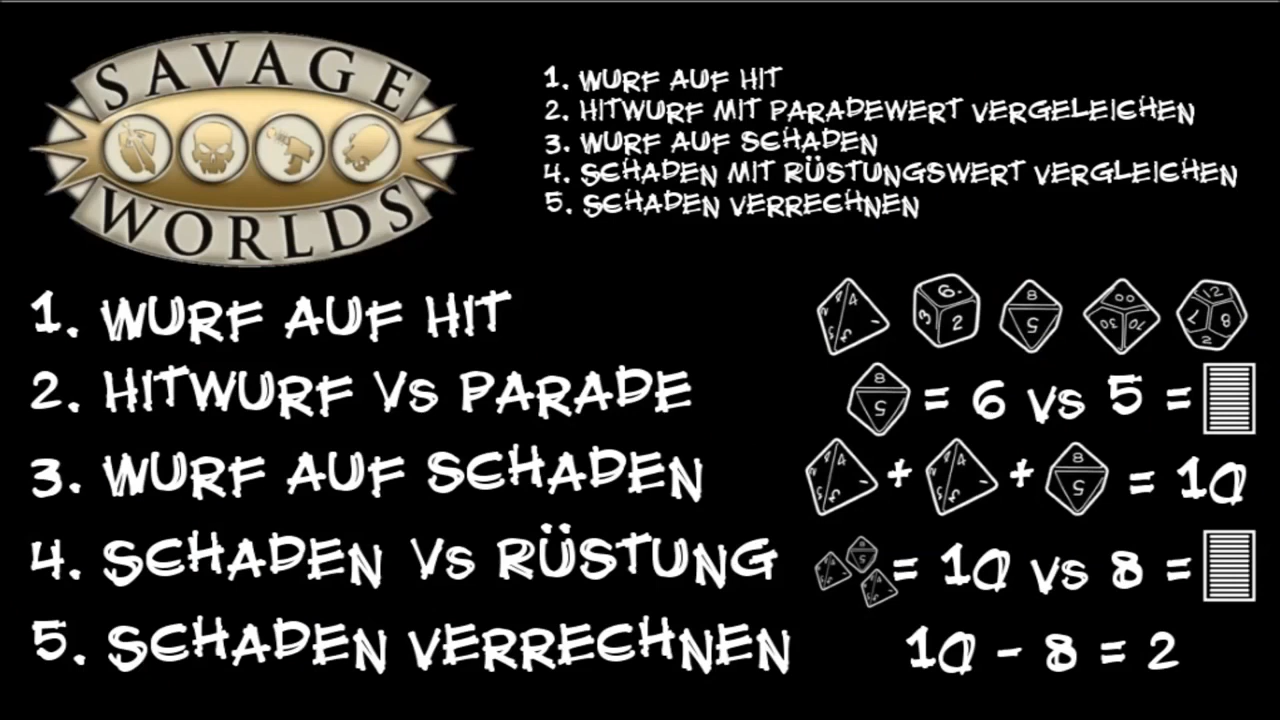 SAVAGE
WORLDS
1. WURF AUF HIT
2. HITWURF MIT PARADEWERT VERGELEICHEN
3. WURF AUF SCHADEN
4. SCHADEN MIT RÜSTUNGSWERT VERGLEICHEN
5. SCHADEN VERRECHNEN
1. WURF AUF HIT
2. HITWURF Vs PARADE
= 6 vs 5 =
3. WURF AUF SCHADEN
+ + = 10
4. SCHADEN Vs RÜSTUNG
= 10 vs 8 =
5. SCHADEN VERRECHNEN
10 - 8 = 2